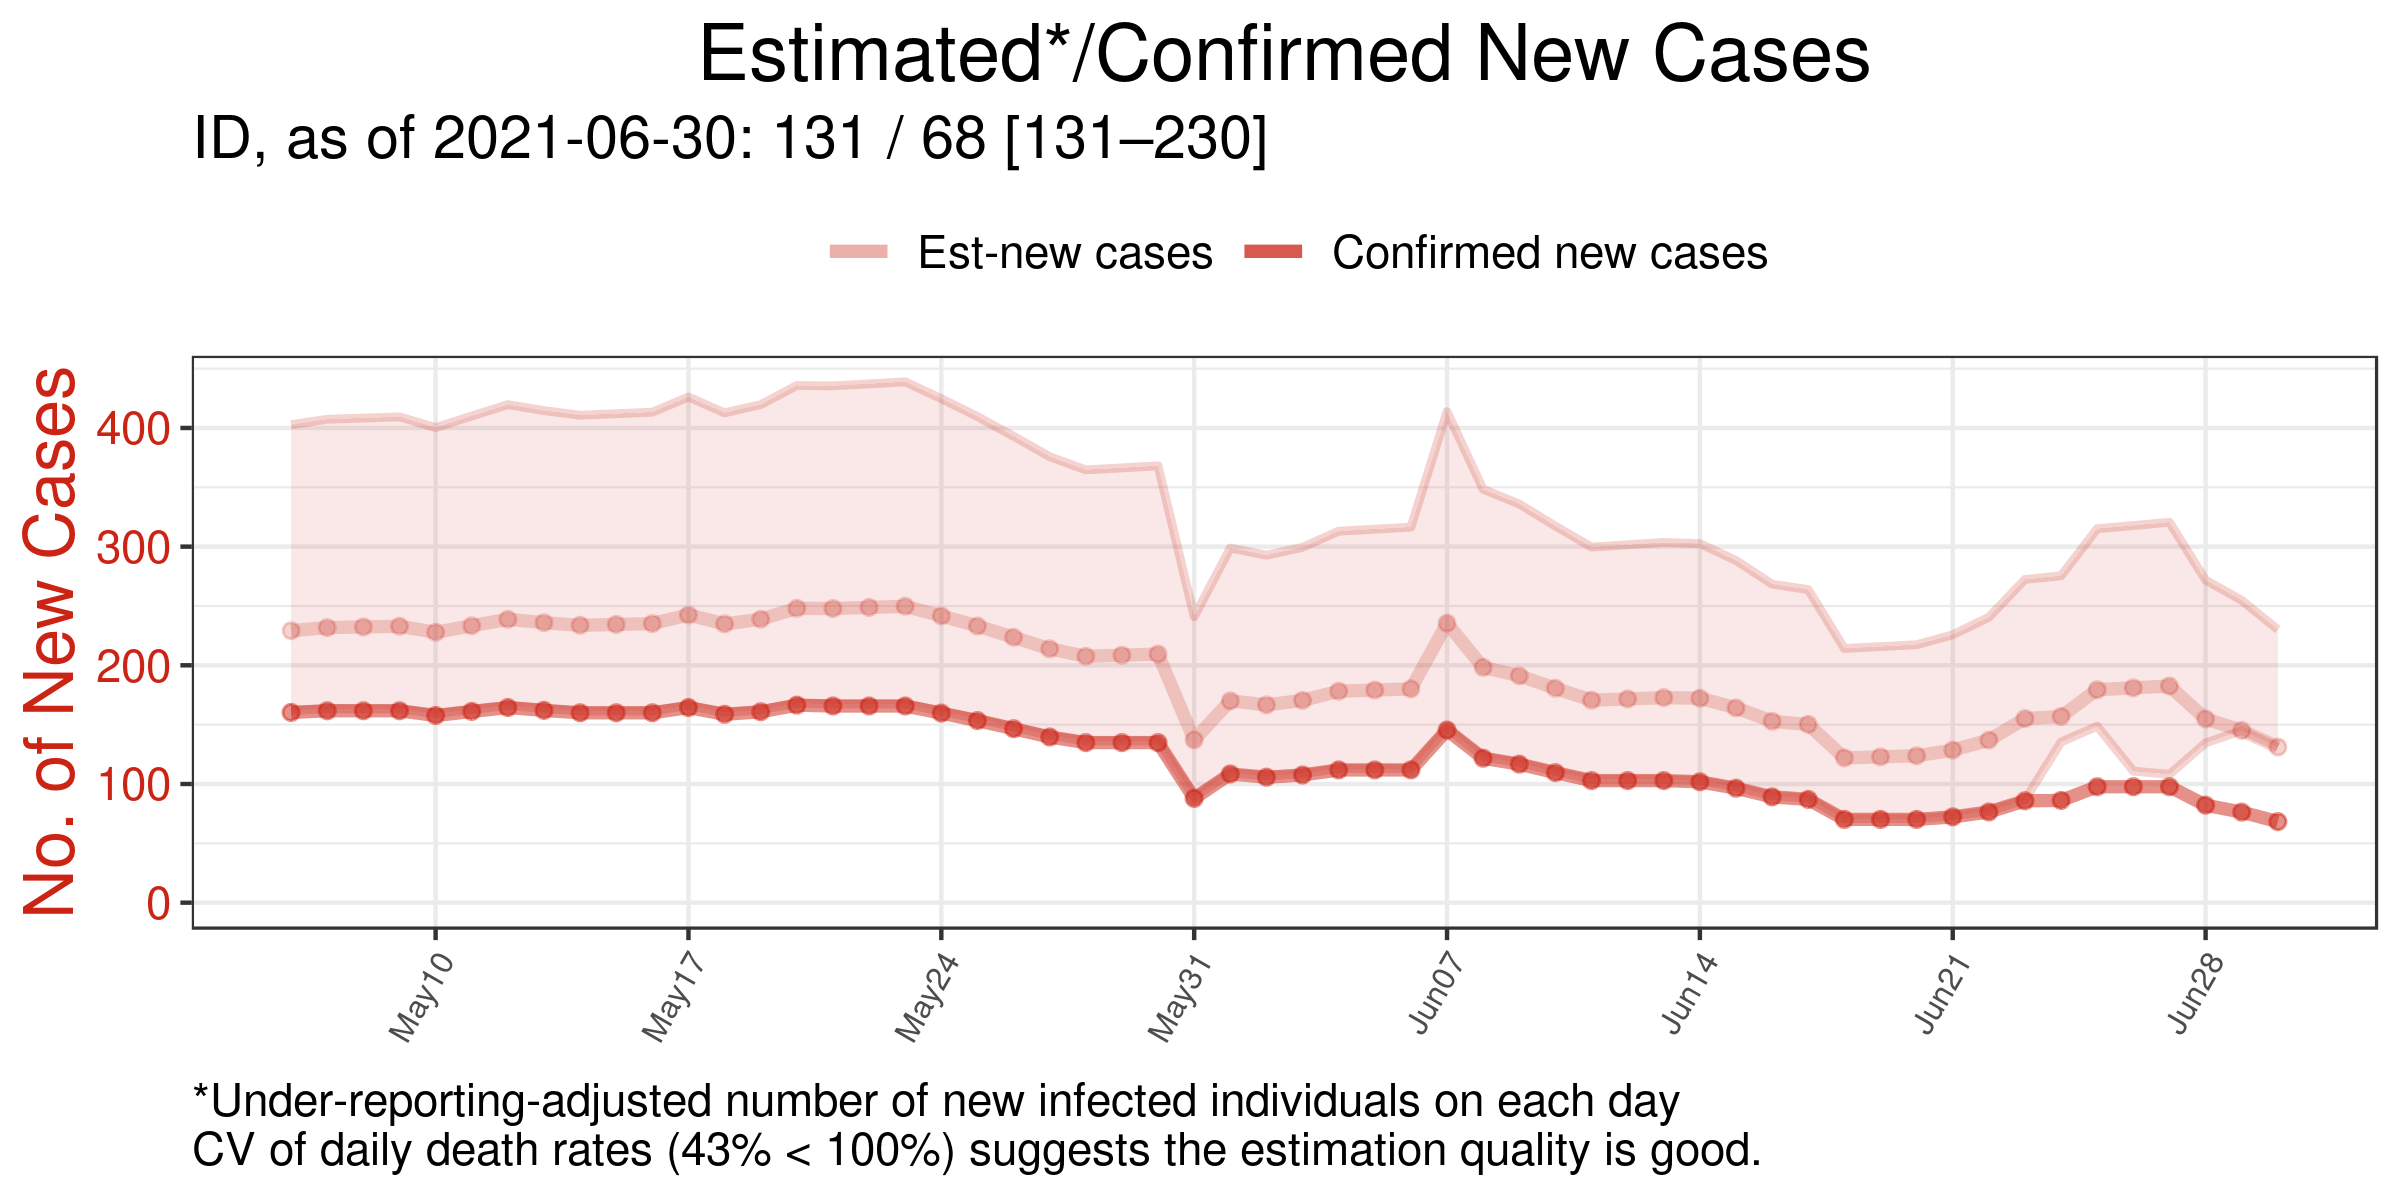 Estimated*/Confirmed New Cases
ID, as of 2021-06-30: 131 / 68 [131–230]
Est-new cases
Confirmed new cases
No. of New Cases
400
300
200
100
0
May10
May17
May24
May31
Jun07
Jun14
Jun21
Jun28
*Under-reporting-adjusted number of new infected individuals on each day
CV of daily death rates (43% < 100%) suggests the estimation quality is good.